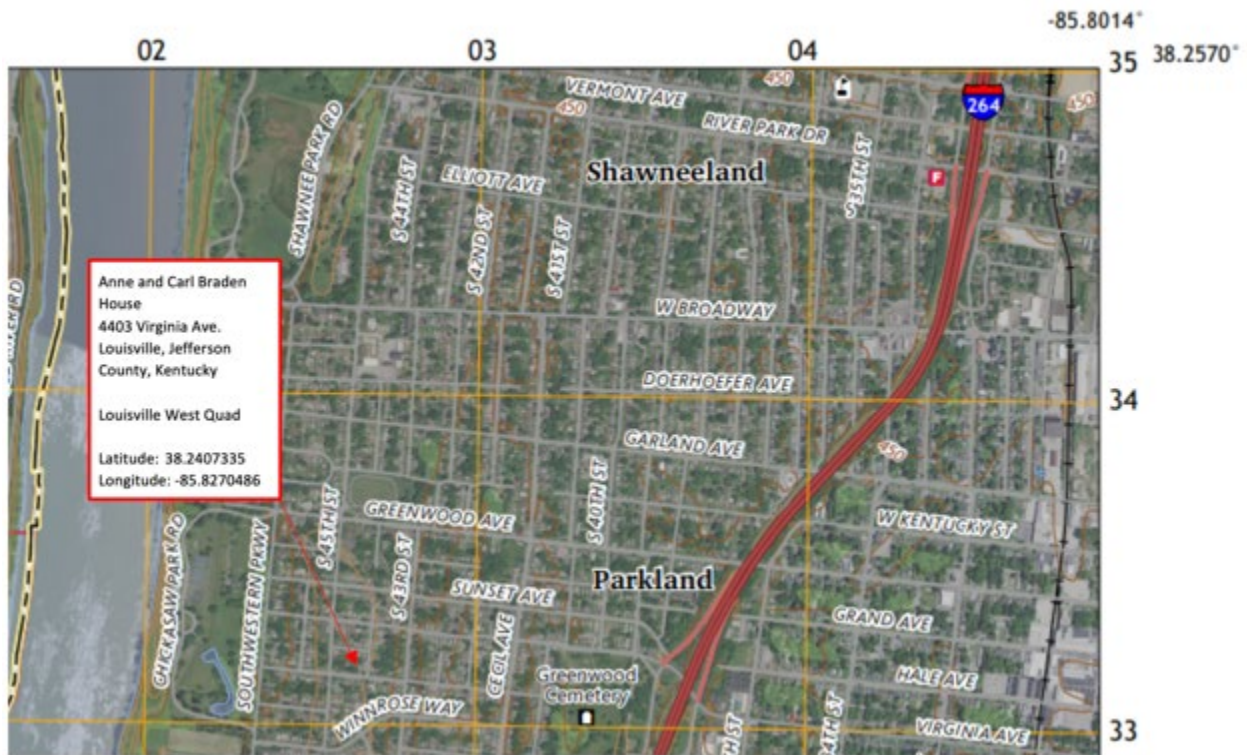 -85.8014°
02
03
04
35
38.2570°
VERMONT AVE
450
450
450
264
RIVER PARK DR
SHAWNEE PARK RD
Shawneeland
F
S 35TH ST
S 44TH ST
ELLIOTT AVE
S 42ND ST
S 41ST ST
Anne and Carl Braden
House
4403 Virginia Ave.
Louisville, Jefferson
County, Kentucky
Louisville West Quad
Latitude: 38.2407335
Longitude: -85.8270486
W BROADWAY
DOERHOEFER AVE
34
GARLAND AVE
450
S 40TH ST
S 45TH ST
GREENWOOD AVE
W KENTUCKY ST
CHICKASAW PARK RD
SOUTHWESTERN PKWY
S 43RD ST
SUNSET AVE
Parkland
GRAND AVE
CECIL AVE
Greenwood
Cemetery
HALE AVE
WINNROSE WAY
VIRGINIA AVE
33